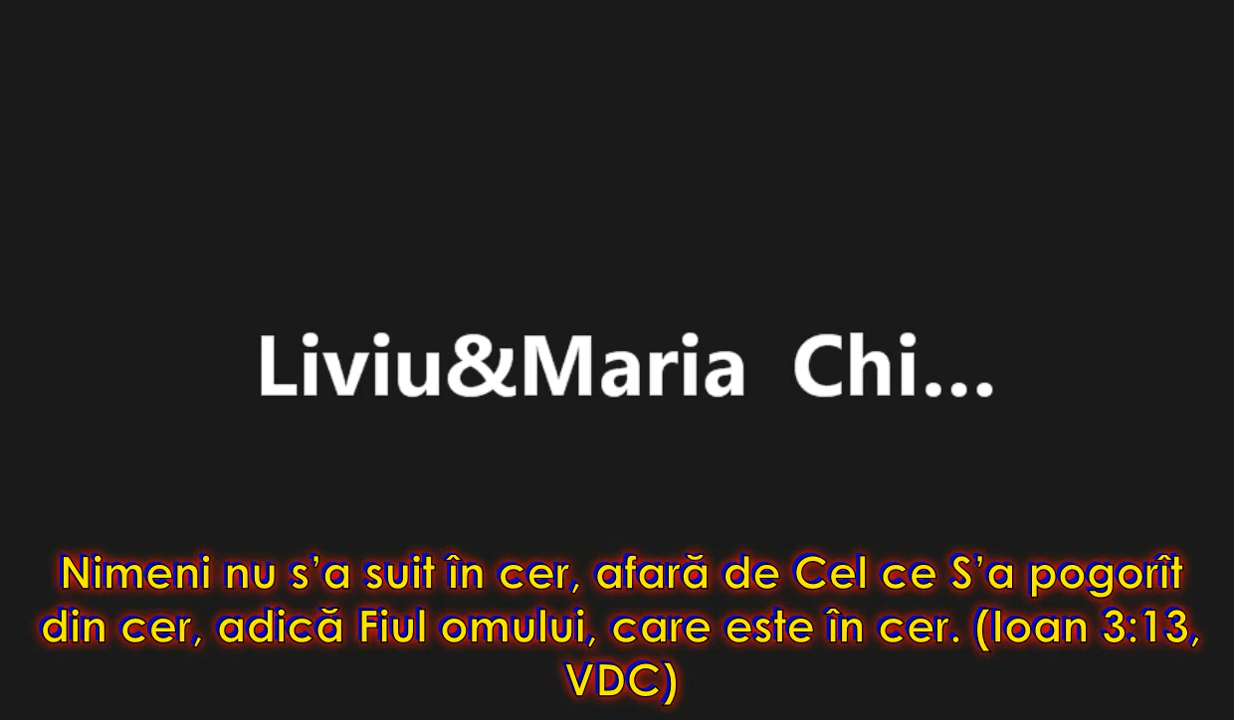 Liviu&Maria Chi...
Nimeni nu s’a suit în cer, afară de Cel ce S’a pogorît
din cer, adică Fiul omului, care este în cer. (Ioan 3:13,
VDC)